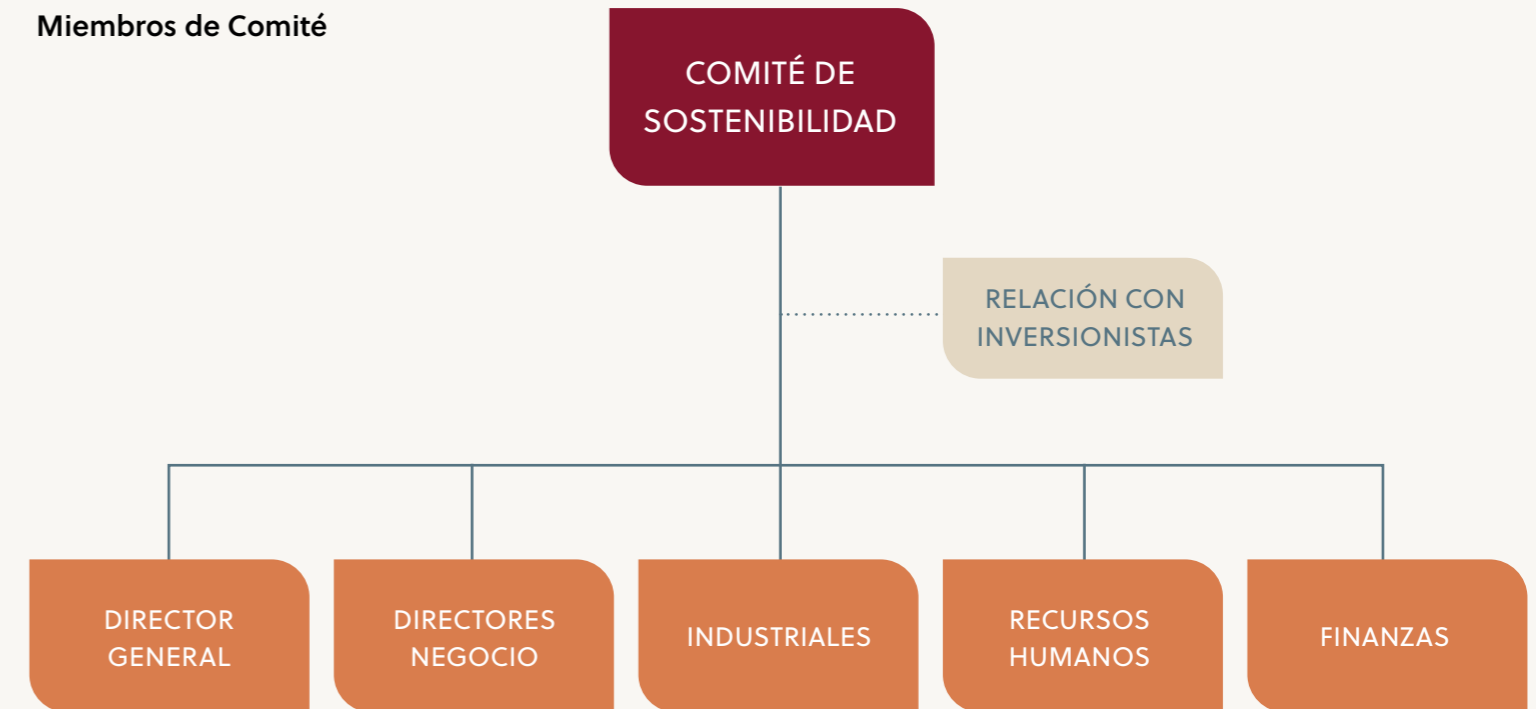 Miembros de Comité
COMITÉ DE
SOSTENIBILIDAD
RELACIÓN CON
INVERSIONISTAS
DIRECTOR
GENERAL
DIRECTORES
NEGOCIO
INDUSTRIALES
RECURSOS
HUMANOS
FINANZAS